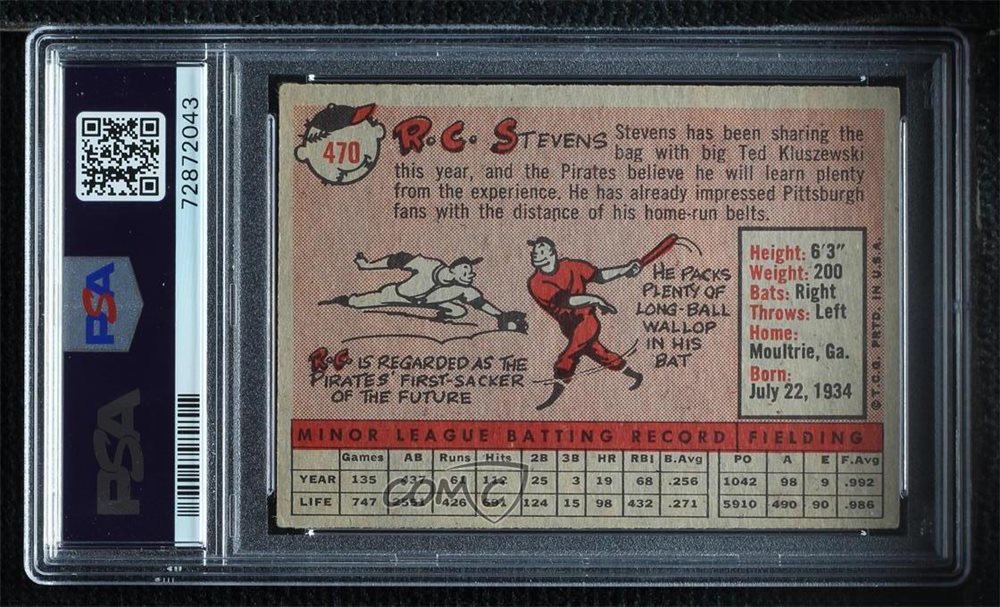 72872043
PSA
PSA
470
R.C. STEVENS
Stevens has been sharing the
bag with big Ted Kluszewski
this year, and the Pirates believe he will learn plenty
from the experience. He has already impressed Pittsburgh
fans with the distance of his home-run belts.
R.C. IS REGARDED AS THE
PIRATES' FIRST-SACKER
OF THE FUTURE
HE PACKS
PLENTY OF
LONG-BALL
WALLOP
IN HIS
BAT
Height: 6'3"
Weight: 200
Bats: Right
Throws: Left
Home:
Moultrie, Ga.
Born:
July 22, 1934
© T.C.G. PRTD. IN U.S.A.
MINOR LEAGUE BATTING RECORD FIELDING
Games AB Runs Hits 2B 3B HR RBI B.Avg PO A E F.Avg
YEAR 135 437 61 112 25 3 19 68 .256 1042 98 9 .992
LIFE 747 426 691 124 15 98 432 .271 5910 490 90 .986
COMC